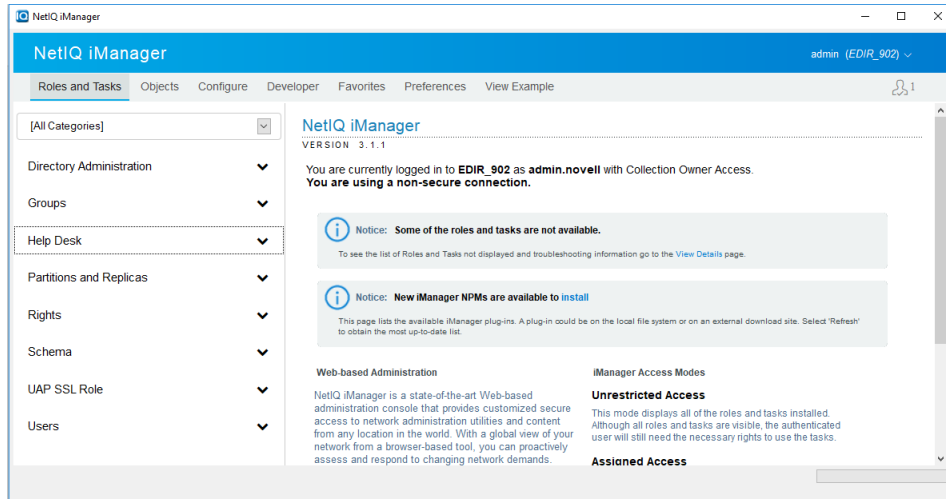 NetIQ iManager
NetIQ iManager
admin (EDIR_902)
Roles and Tasks Objects Configure Developer Favorites Preferences View Example 1
[All Categories]
Directory Administration
Groups
Help Desk
Partitions and Replicas
Rights
Schema
UAP SSL Role
Users
NetIQ iManager
VERSION 3.1.1
You are currently logged in to EDIR_902 as admin.novell with Collection Owner Access.
You are using a non-secure connection.
Notice: Some of the roles and tasks are not available.
To see the list of Roles and Tasks not displayed and troubleshooting information go to the View Details page.
Notice: New iManager NPMs are available to install
This page lists the available iManager plug-ins. A plug-in could be on the local file system or on an external download site. Select 'Refresh'
to obtain the most up-to-date list.
Web-based Administration
NetIQ iManager is a state-of-the-art Web-based
administration console that provides customized secure
access to network administration utilities and content
from any location in the world. With a global view of your
network from a browser-based tool, you can proactively
assess and respond to changing network demands.
iManager Access Modes
Unrestricted Access
This mode displays all of the roles and tasks installed.
Although all roles and tasks are visible, the authenticated
user will still need the necessary rights to use the tasks.
Assigned Access